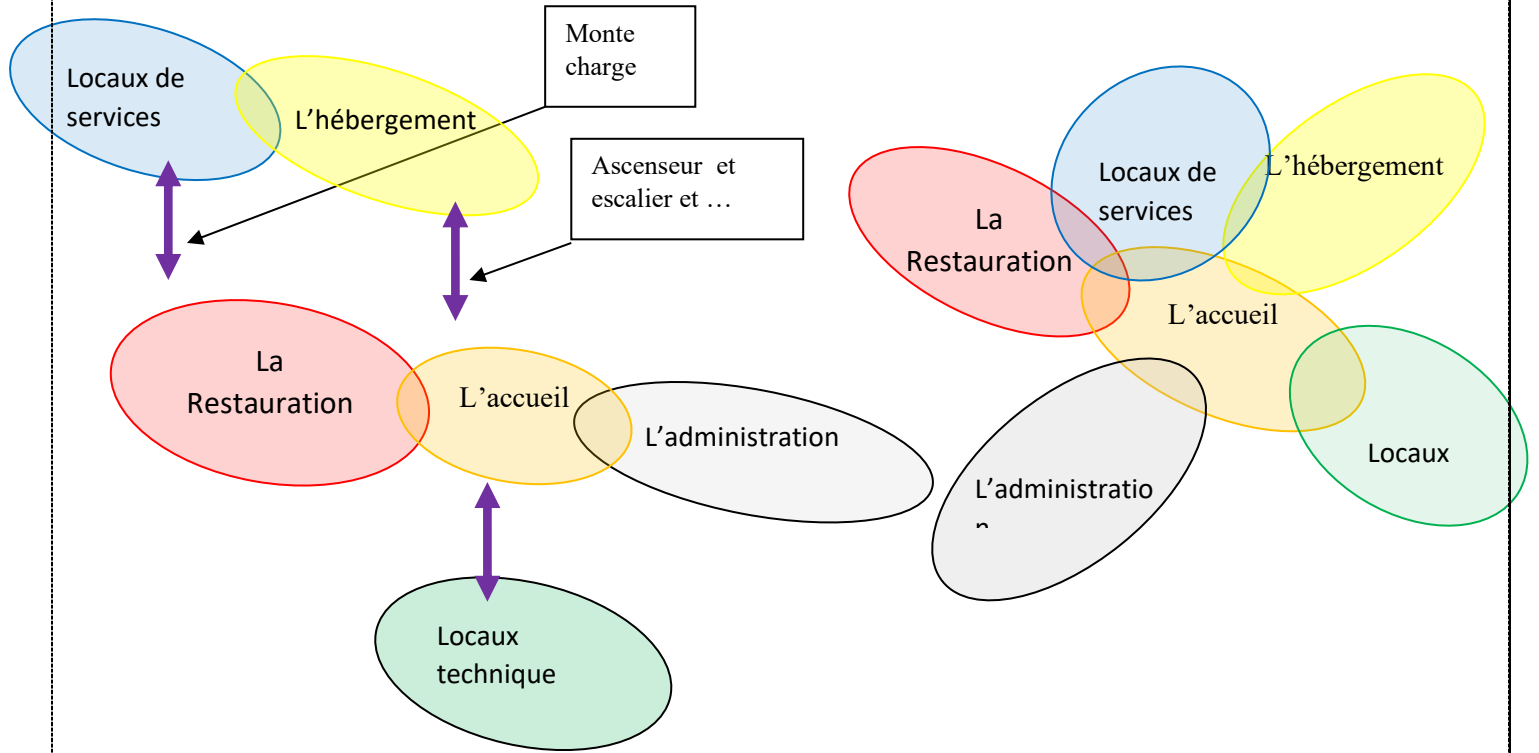 Monte
charge
Locaux de
services
L’hébergement
Ascenseur et
escalier et …
La
Restauration
L’accueil
L’administration
Locaux
technique
Locaux de
services
L’hébergement
La
Restauration
L’accueil
L’administratio
n
Locaux